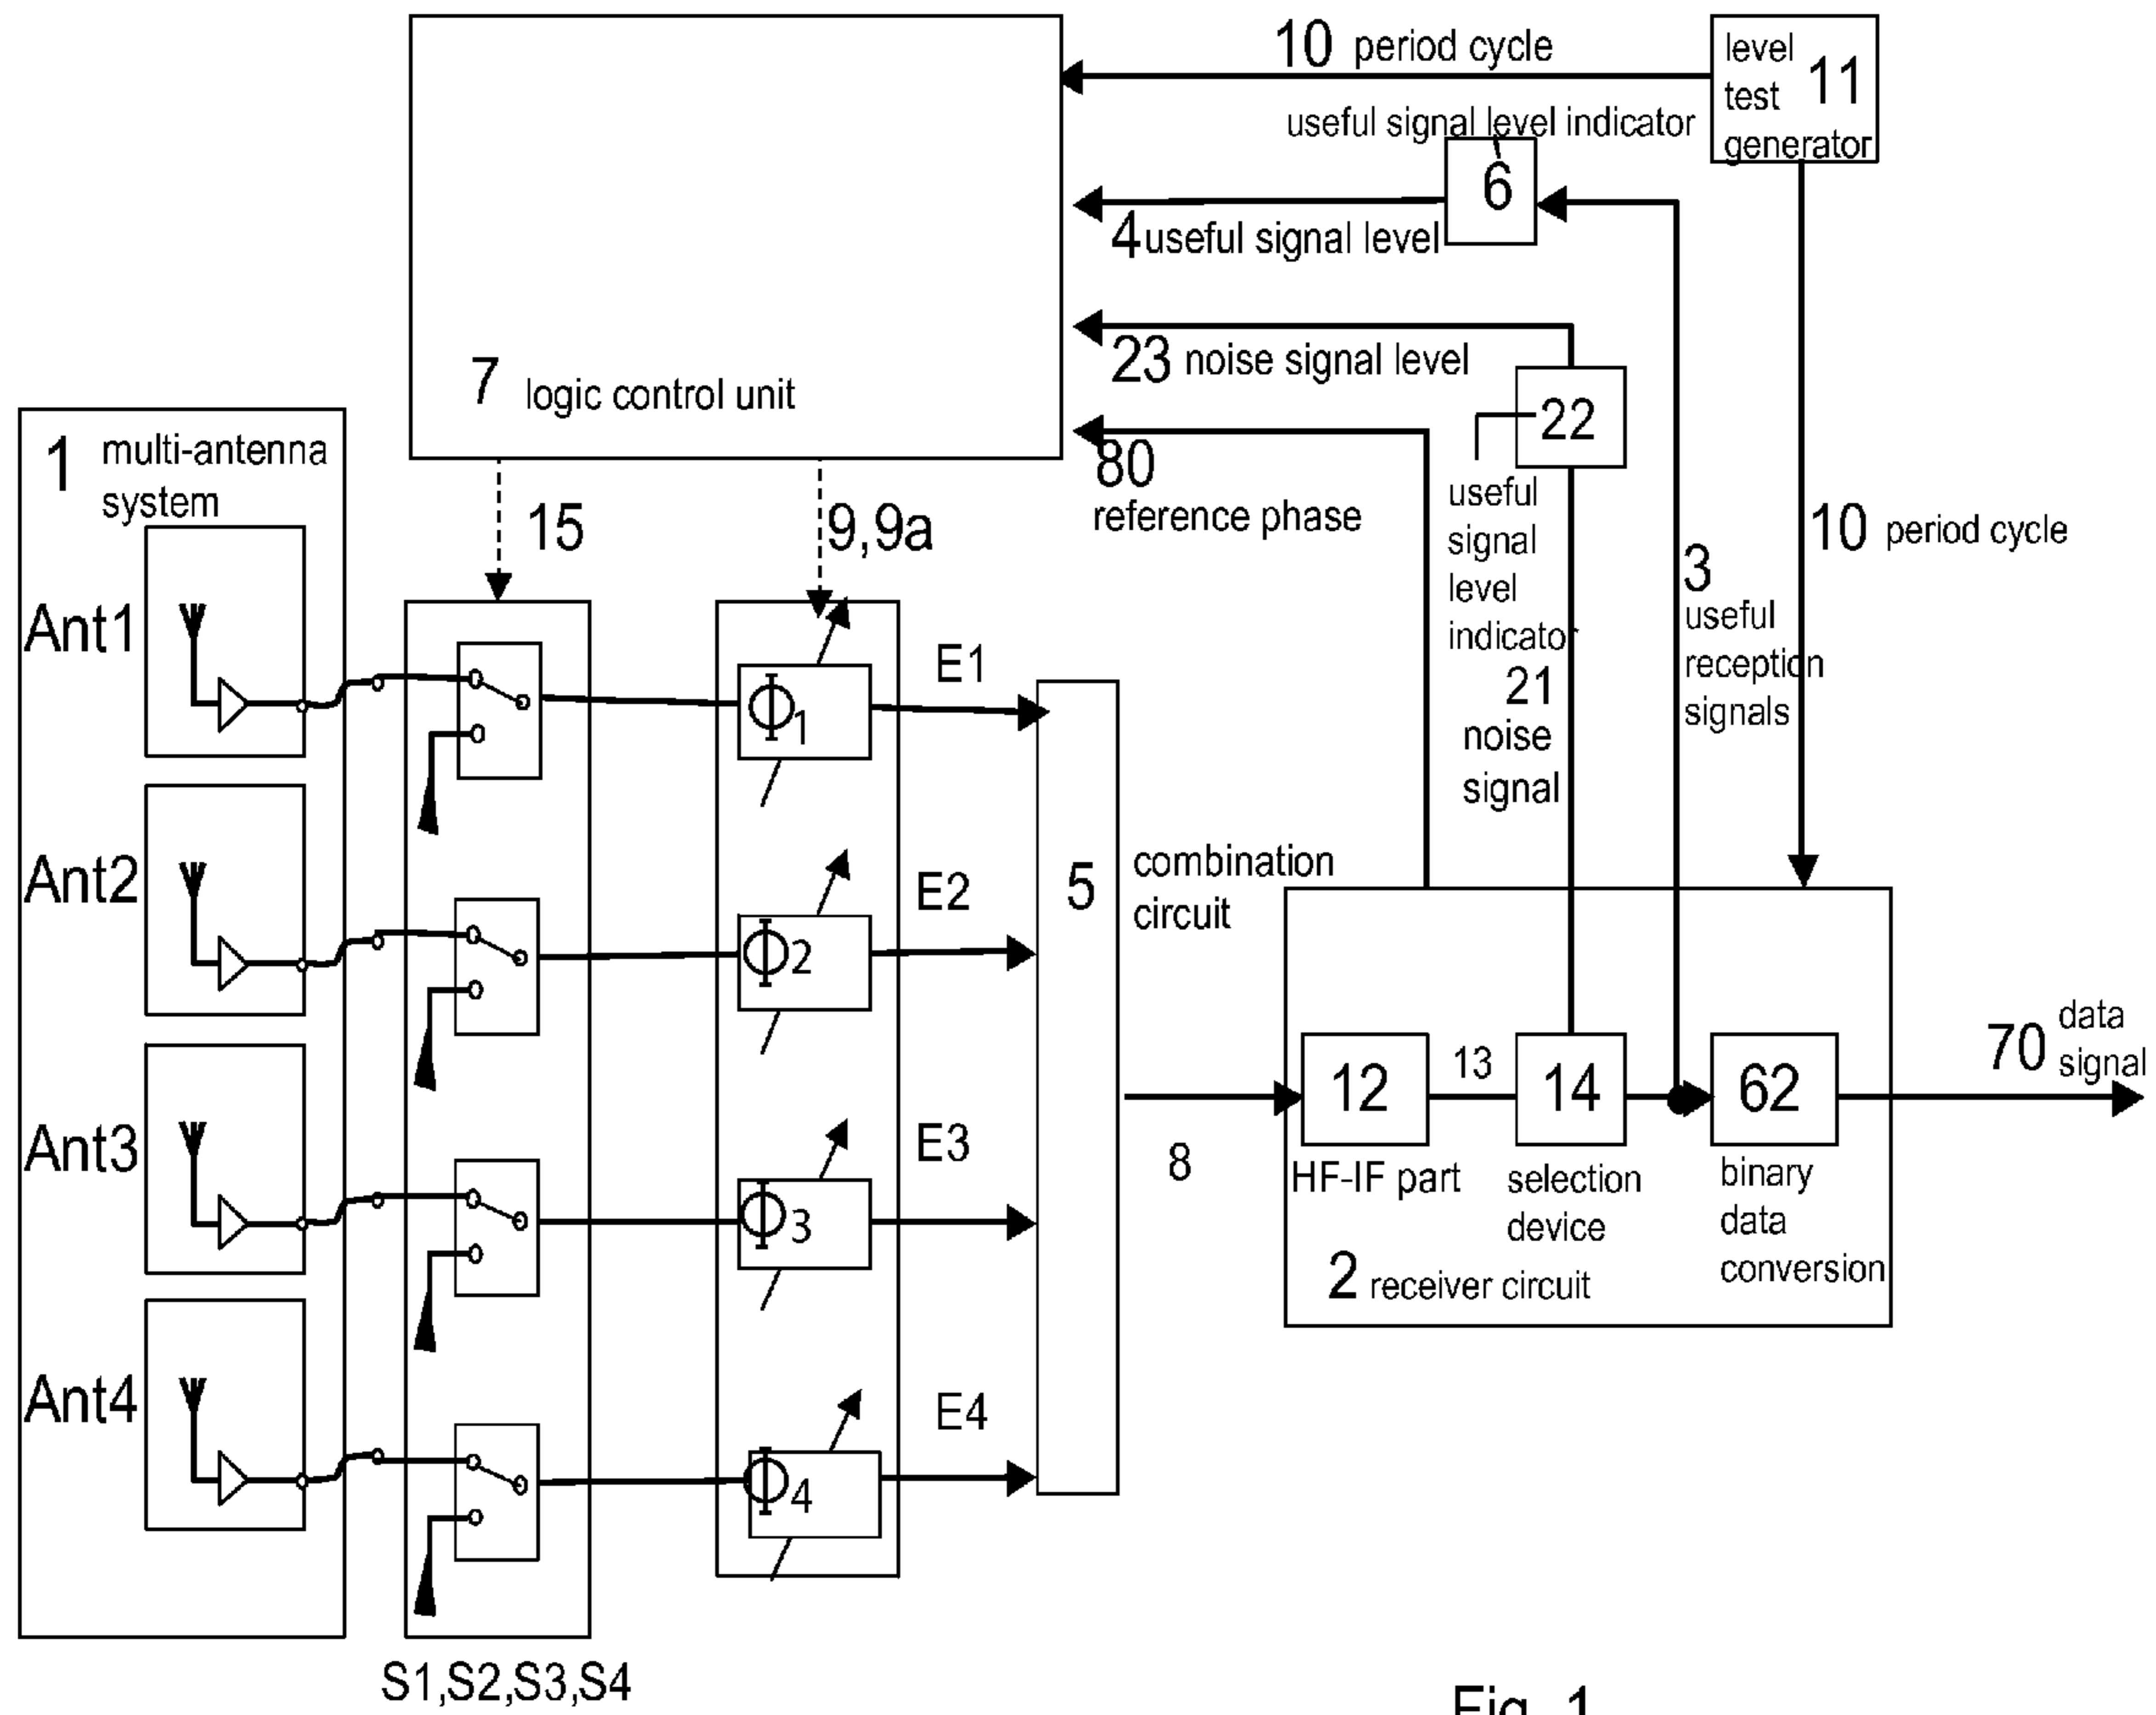 10 period cycle
level
test
generator
11
useful signal level indicator
6
4 useful signal level
23 noise signal level
22
7 logic control unit
80
reference phase
useful
signal
level
indicato
1 multi-antenna
system
15
9,9a
10 period cycle
3
useful
reception
signals
21
noise
signal
Ant1
Φ1
E1
Ant2
Φ2
E2
5
combination
circuit
Ant3
Φ3
E3
8
12
13
14
62
70 data
signal
HF-IF part
selection
device
binary
data
conversion
2 receiver circuit
Ant4
Φ4
E4
S1,S2,S3,S4
Fig. 1